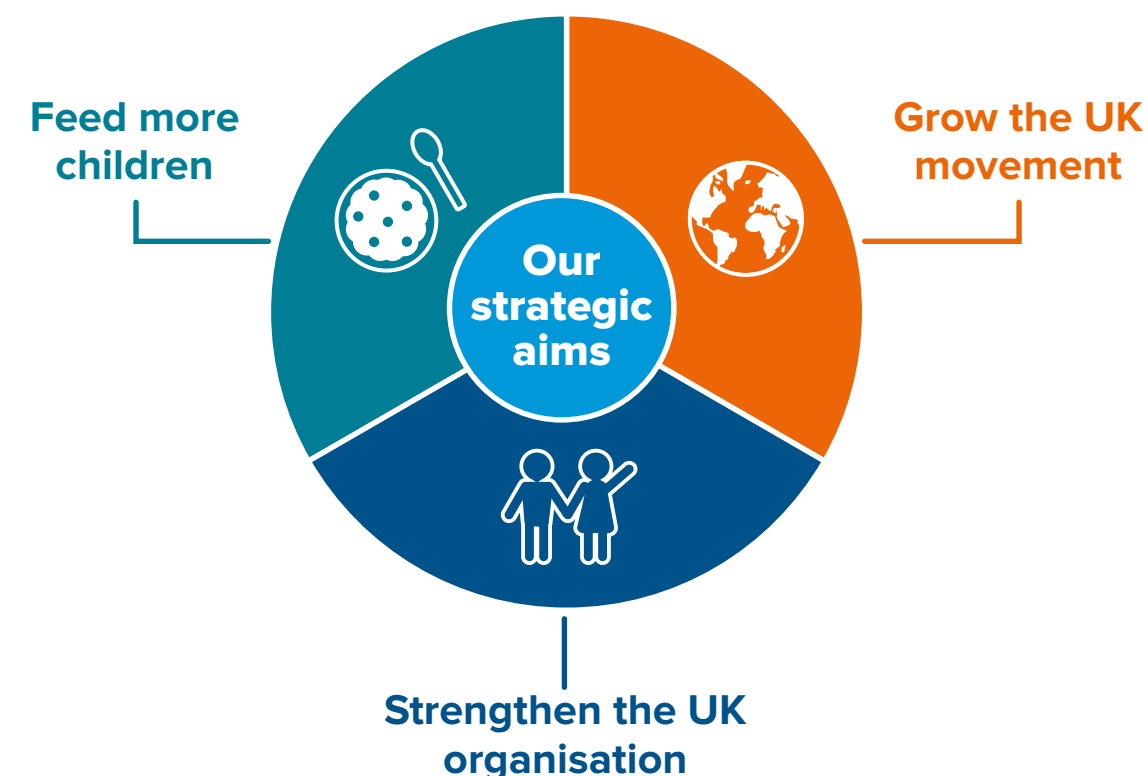 Feed more
children
Grow the UK
movement
Our
strategic
aims
Strengthen the UK
organisation